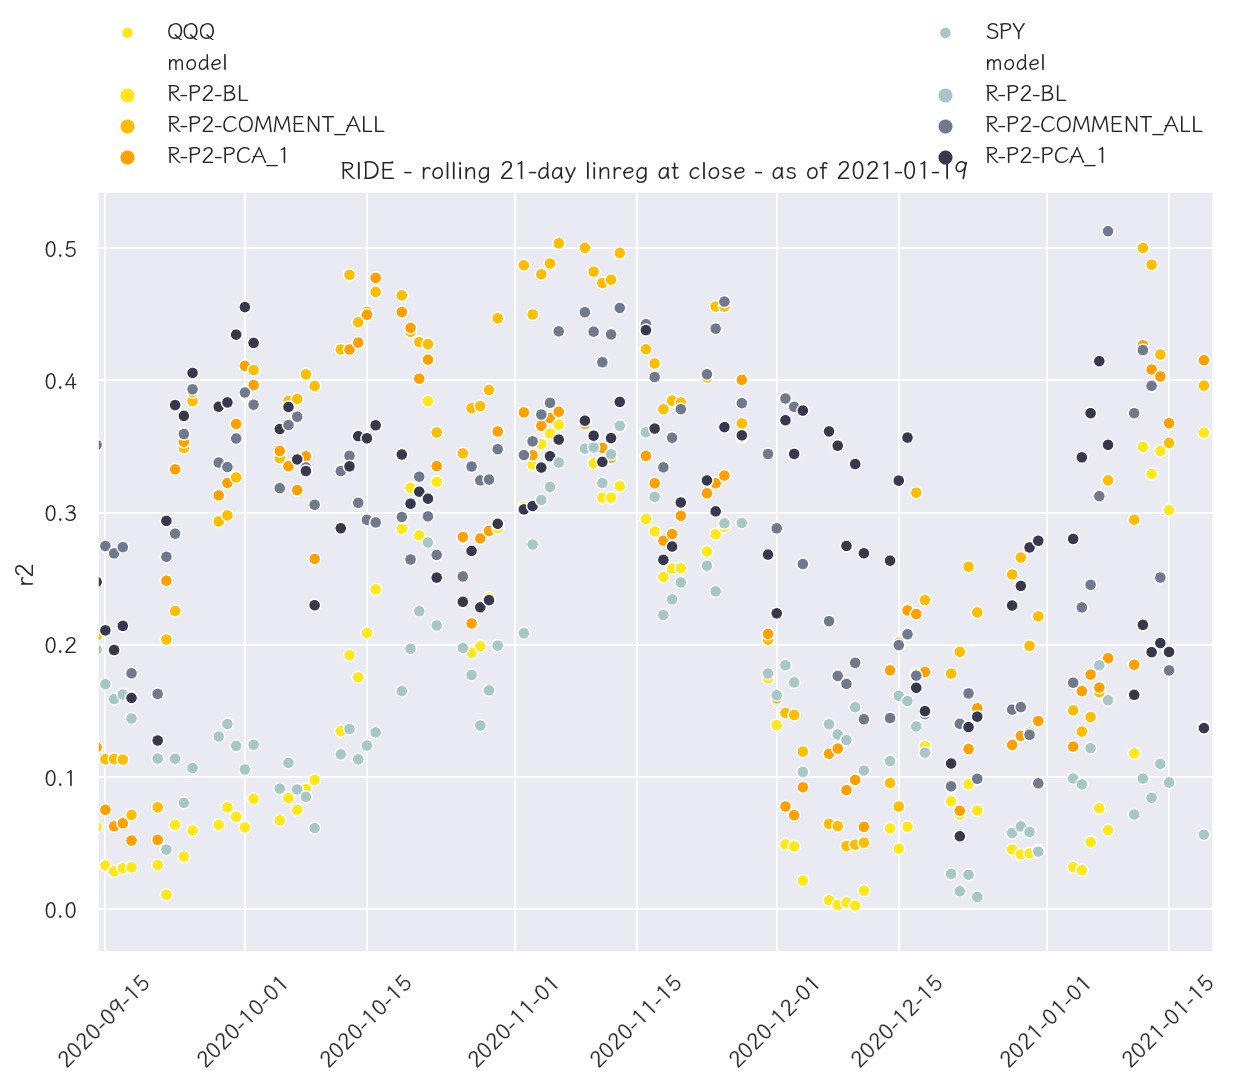 QQQ
model
R-P2-BL
R-P2-COMMENT_ALL
R-P2-PCA_1
SPY
model
R-P2-BL
R-P2-COMMENT_ALL
R-P2-PCA_1
RIDE - rolling 21-day linreg at close - as of 2021-01-19
0.5
0.4
0.3
0.2
0.1
0.0
r2
2020-09-15
2020-10-01
2020-10-15
2020-11-01
2020-11-15
2020-12-01
2020-12-15
2021-01-01
2021-01-15